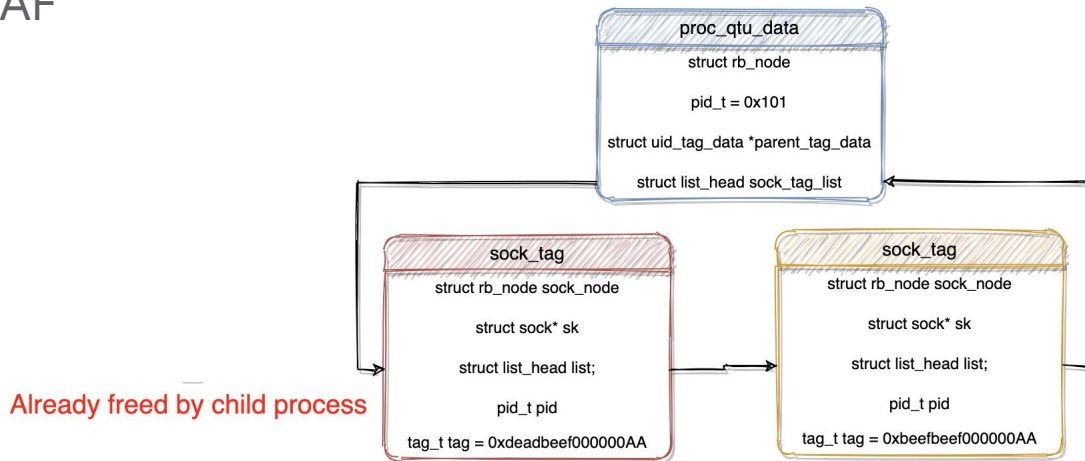 proc_qtu_data
struct rb_node
pid_t = 0x101
struct uid_tag_data *parent_tag_data
struct list_head sock_tag_list
sock_tag
struct rb_node sock_node
struct sock* sk
struct list_head list;
pid_t pid
tag_t tag = 0xdeadbeef000000AA
sock_tag
struct rb_node sock_node
struct sock* sk
struct list_head list;
pid_t pid
tag_t tag = 0xbeefbeef000000AA
Already freed by child process